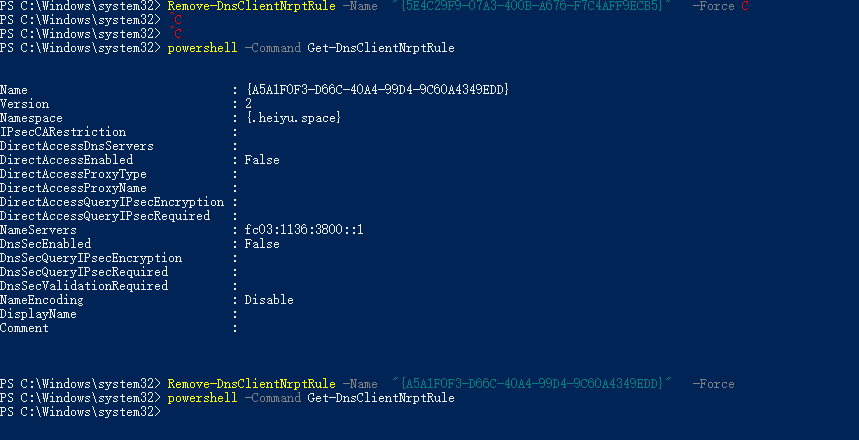 PS C:\Windows\system32> Remove-DnsClientNrptRule -Name  "{5E4C29F9-07A3-400B-A676-F7C4AFF9ECB5}"   -Force C
PS C:\Windows\system32> ^C
PS C:\Windows\system32> ^C
PS C:\Windows\system32> powershell -Command Get-DnsClientNrptRule
Name                             : {A5A1F0F3-D66C-40A4-99D4-9C60A4349EDD}
Version                          : 2
Namespace                        : {.heiyu.space}
IPsecCARestriction               :
DirectAccessDnsServers           :
DirectAccessEnabled              : False
DirectAccessProxyType            :
DirectAccessProxyName            :
DirectAccessQueryIPsecEncryption :
DirectAccessQueryIPsecRequired   :
NameServers                      : fc03:1136:3800::1
DnsSecEnabled                    : False
DnsSecQueryIPsecEncryption       :
DnsSecQueryIPsecRequired         :
DnsSecValidationRequired         :
NameEncoding                     : Disable
DisplayName                      :
Comment                          :
PS C:\Windows\system32> Remove-DnsClientNrptRule -Name  "{A5A1F0F3-D66C-40A4-99D4-9C60A4349EDD}"   -Force
PS C:\Windows\system32> powershell -Command Get-DnsClientNrptRule
PS C:\Windows\system32>